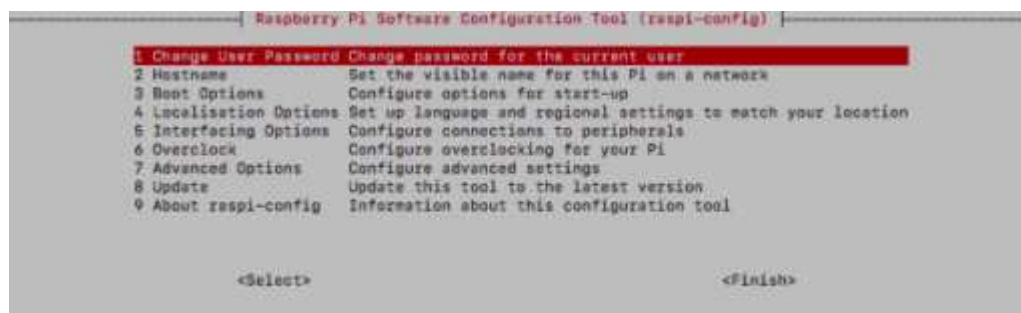 Raspberry Pi Software Configuration Tool (raspi-config)
1 Change User Password Change password for the current user
2 Hostname Set the visible name for this Pi on a network
3 Boot Options Configure options for start-up
4 Localisation Options Set up language and regional settings to match your location
5 Interfacing Options Configure connections to peripherals
6 Overclock Configure overclocking for your Pi
7 Advanced Options Configure advanced settings
8 Update Update this tool to the latest version
9 About raspi-config Information about this configuration tool
<Select> <Finish>